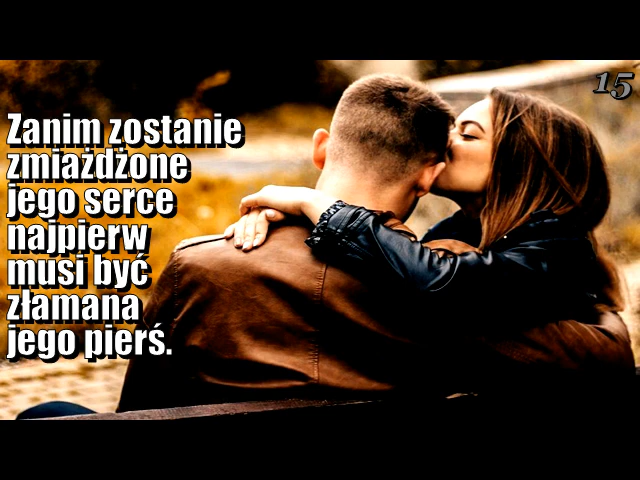 15
Zanim zostanie
zmiażdżone
jego serce
najpierw
musi być
złamana
jego pierś.